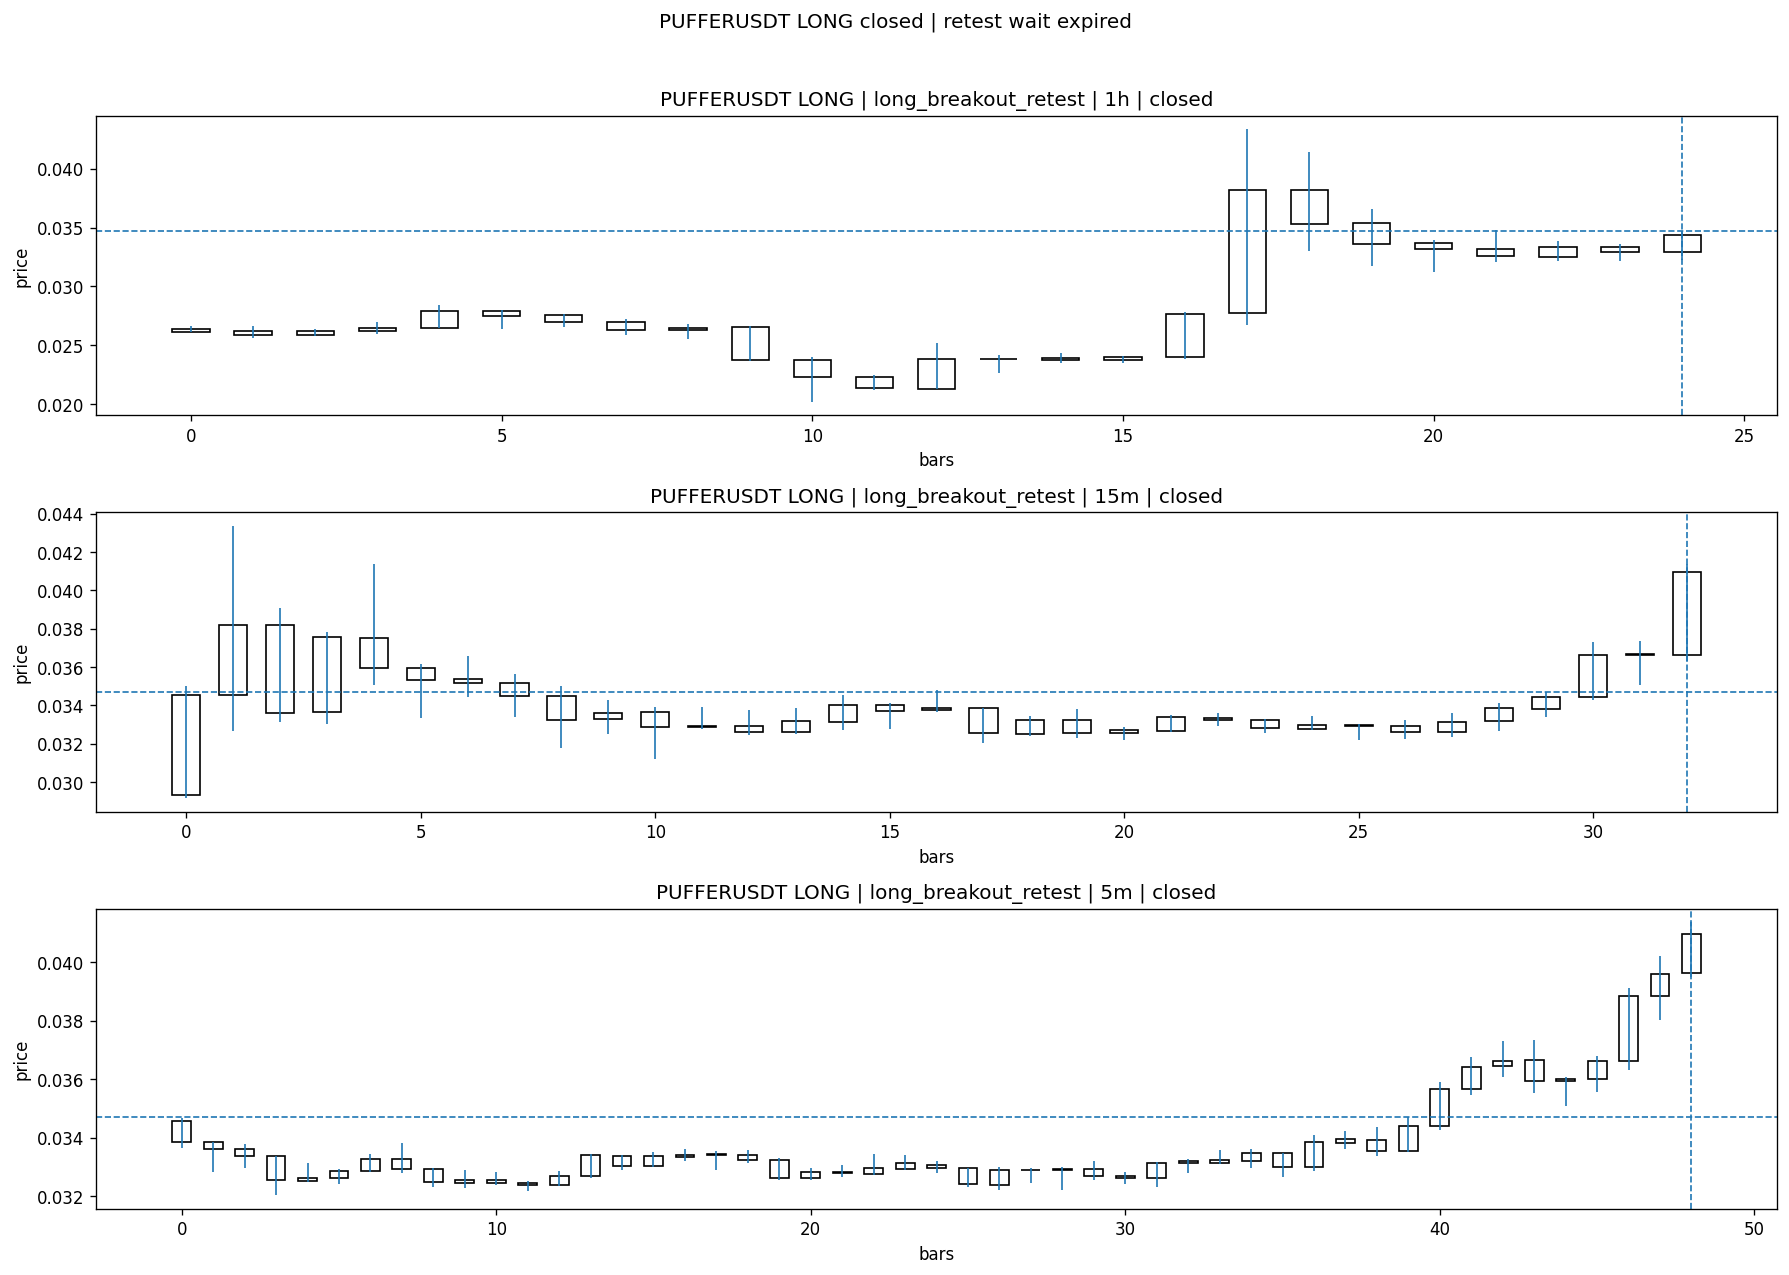 PUFFERUSDT LONG closed | retest wait expired
PUFFERUSDT LONG | long_breakout_retest | 1h | closed
price
0.040
0.035
0.030
0.025
0.020
0 5 10 15 20 25
bars
PUFFERUSDT LONG | long_breakout_retest | 15m | closed
price
0.044
0.042
0.040
0.038
0.036
0.034
0.032
0.030
0 5 10 15 20 25 30
bars
PUFFERUSDT LONG | long_breakout_retest | 5m | closed
price
0.040
0.038
0.036
0.034
0.032
0 10 20 30 40 50
bars